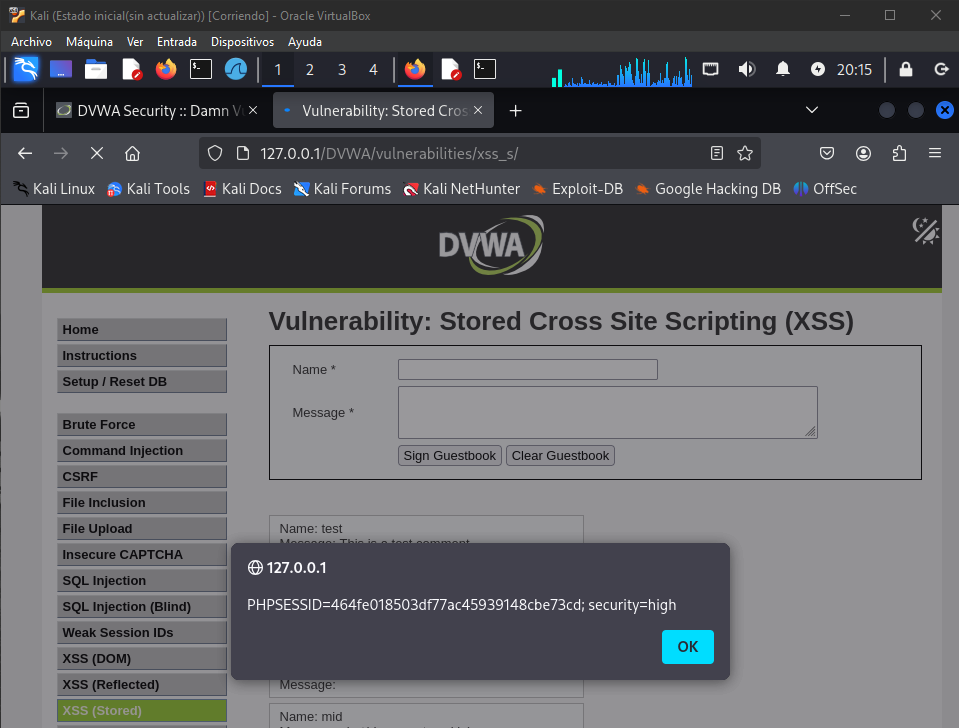 Kali (Estado inicial(sin actualizar)) [Corriendo] - Oracle VirtualBox
Archivo Máquina Ver Entrada Dispositivos Ayuda
1 2 3 4 20:15
DVWA Security :: Damn Vu Vulnerability: Stored Cros
127.0.0.1/DVWA/vulnerabilities/xss_s/
Kali Linux Kali Tools Kali Docs Kali Forums Kali NetHunter Exploit-DB Google Hacking DB OffSec
DVWA
Vulnerability: Stored Cross Site Scripting (XSS)
Home
Instructions
Setup / Reset DB
Brute Force
Command Injection
CSRF
File Inclusion
File Upload
Insecure CAPTCHA
SQL Injection
SQL Injection (Blind)
Weak Session IDs
XSS (DOM)
XSS (Reflected)
XSS (Stored)
Name *
Message *
Sign Guestbook Clear Guestbook
Name: test
Message: This is a test comment.
127.0.0.1
PHPSESSID=464fe018503df77ac45939148cbe73cd; security=high
OK
Message:
Name: mid